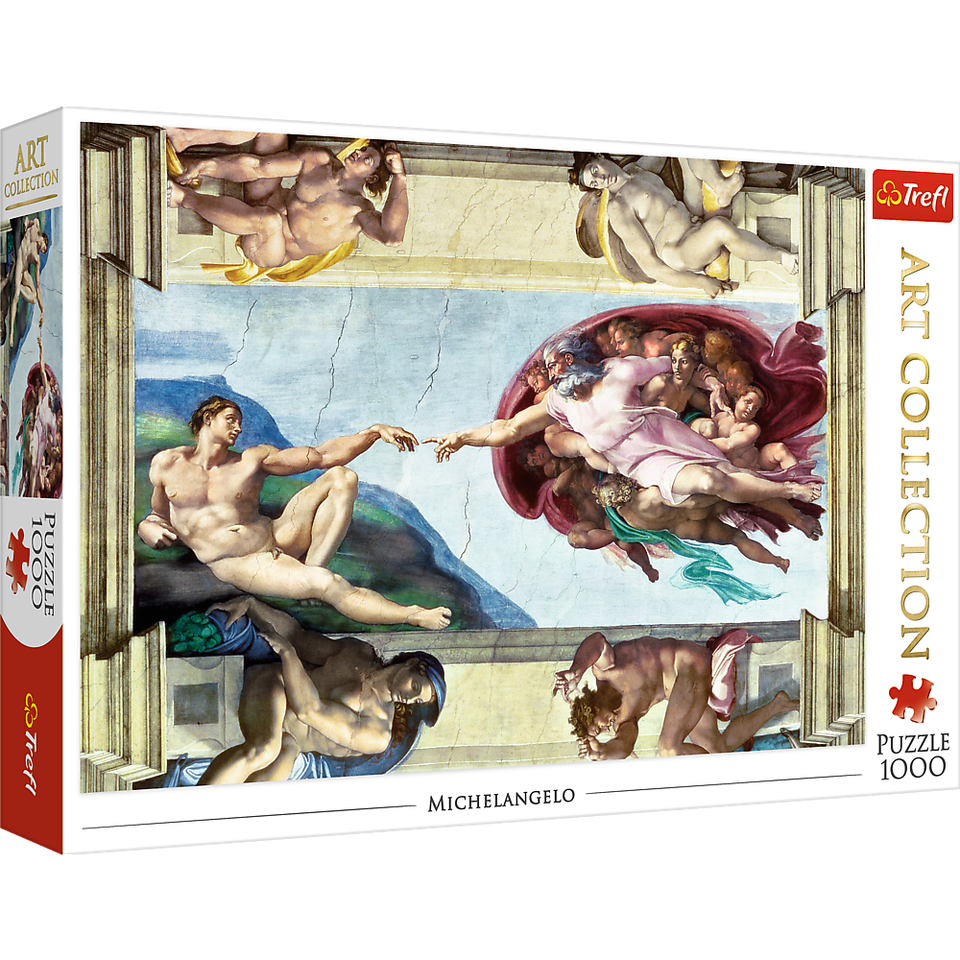 ART
COLLECTION
PUZZLE
1000
Trefl
Trefl
ART COLLECTION
PUZZLE
1000
MICHELANGELO